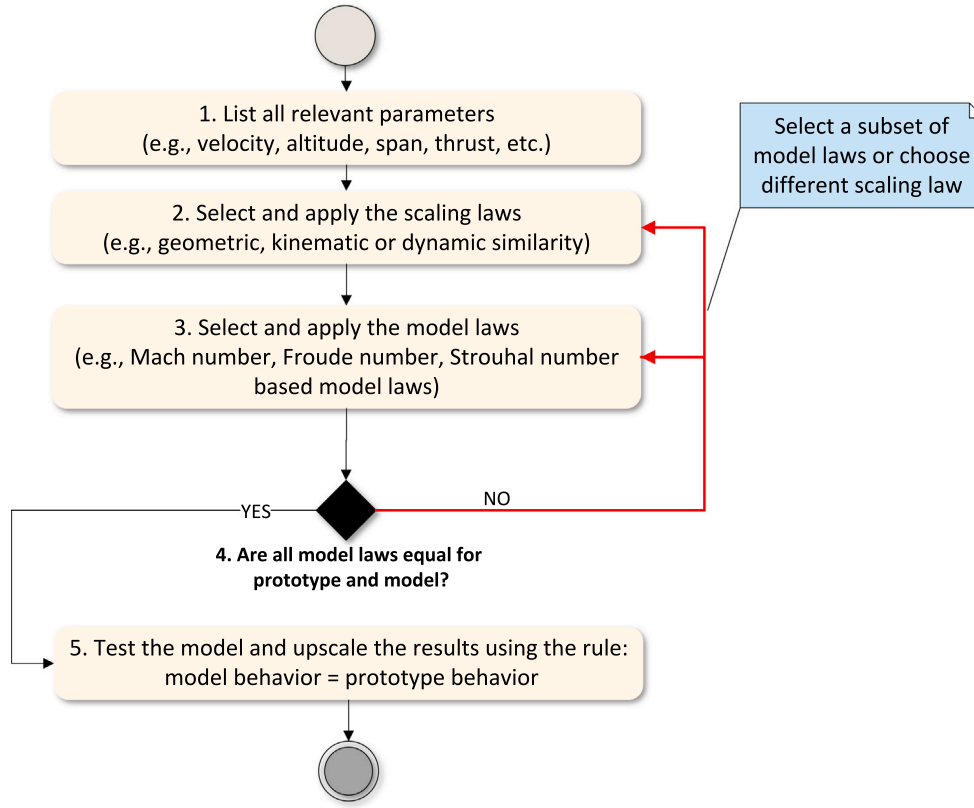 1. List all relevant parameters
(e.g., velocity, altitude, span, thrust, etc.)
Select a subset of
model laws or choose
different scaling law
2. Select and apply the scaling laws
(e.g., geometric, kinematic or dynamic similarity)
3. Select and apply the model laws
(e.g., Mach number, Froude number, Strouhal number
based model laws)
YES
NO
4. Are all model laws equal for
prototype and model?
5. Test the model and upscale the results using the rule:
model behavior = prototype behavior